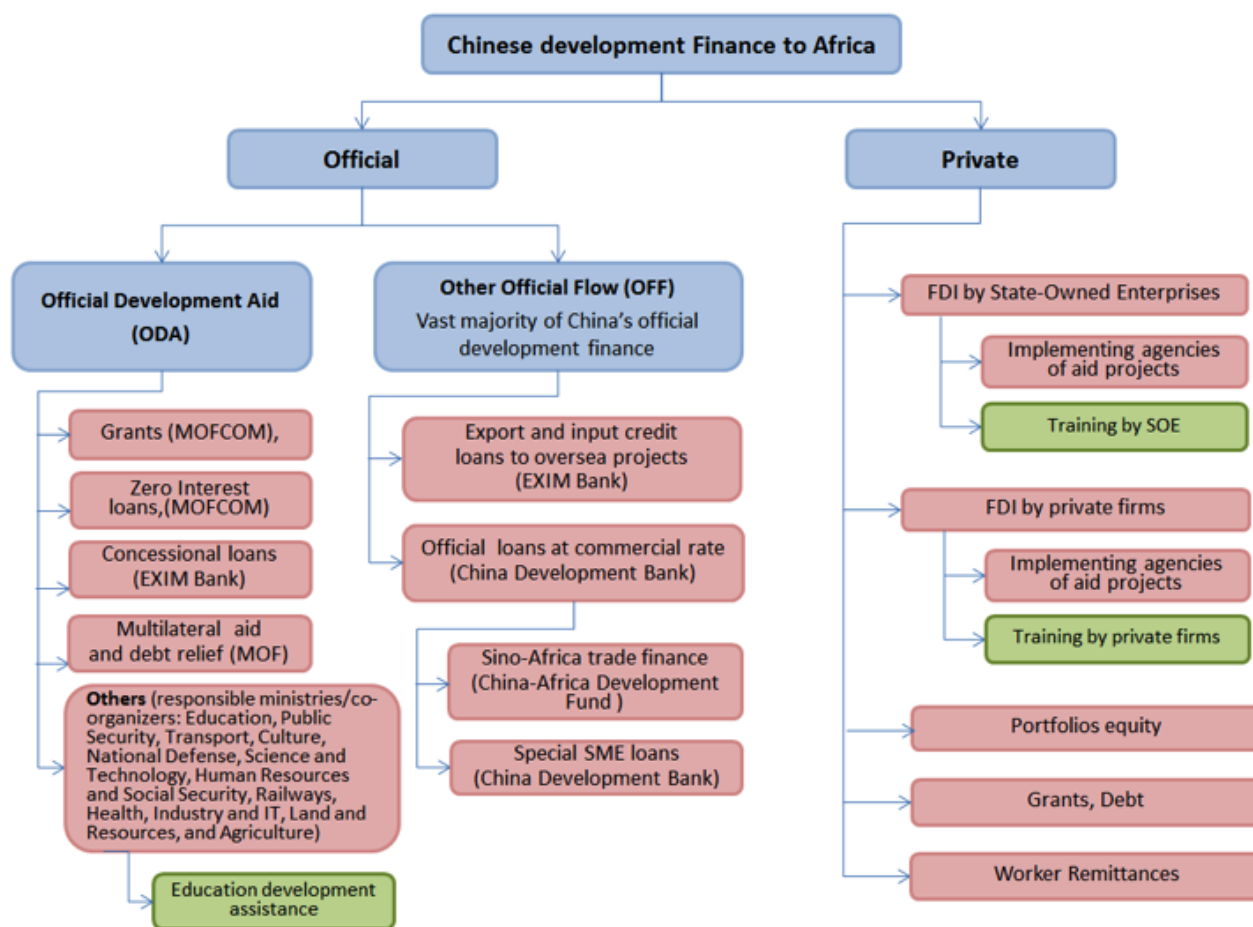 Chinese development Finance to Africa
Official
Private
Official Development Aid
(ODA)
Other Official Flow (OFF)
Vast majority of China's official
development finance
Grants (MOFCOM),
Zero Interest
loans,(MOFCOM)
Concessional loans
(EXIM Bank)
Multilateral aid
and debt relief (MOF)
Others (responsible ministries/co-
organizers: Education, Public
Security, Transport, Culture,
National Defense, Science and
Technology, Human Resources
and Social Security, Railways,
Health, Industry and IT, Land and
Resources, and Agriculture)
Education development
assistance
Export and input credit
loans to oversea projects
(EXIM Bank)
Official loans at commercial rate
(China Development Bank)
Sino-Africa trade finance
(China-Africa Development
Fund )
Special SME loans
(China Development Bank)
FDI by State-Owned Enterprises
Implementing agencies
of aid projects
Training by SOE
FDI by private firms
Implementing agencies
of aid projects
Training by private firms
Portfolios equity
Grants, Debt
Worker Remittances